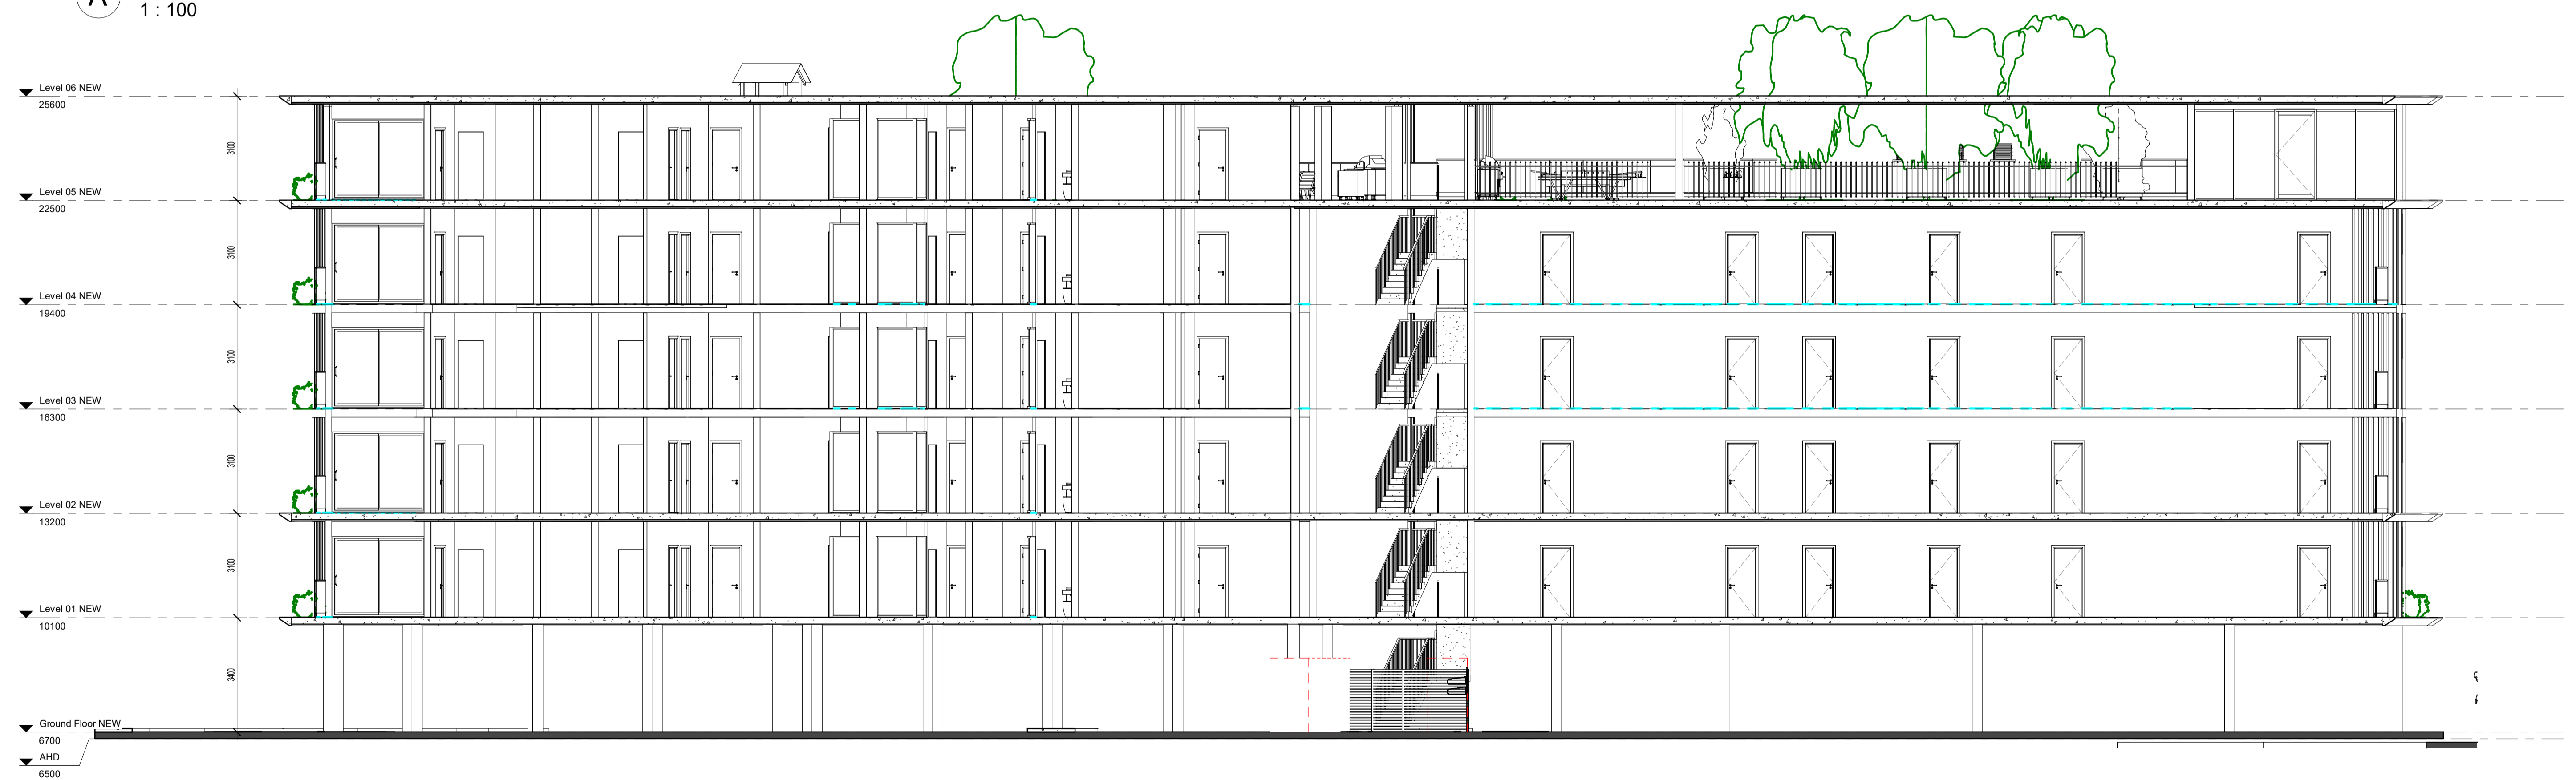 A
1 : 100
Level 06 NEW
25600
3100
Level 05 NEW
22500
3100
Level 04 NEW
19400
3100
Level 03 NEW
16300
3100
Level 02 NEW
13200
3100
Level 01 NEW
10100
3400
Ground Floor NEW
6700
AHD
6500